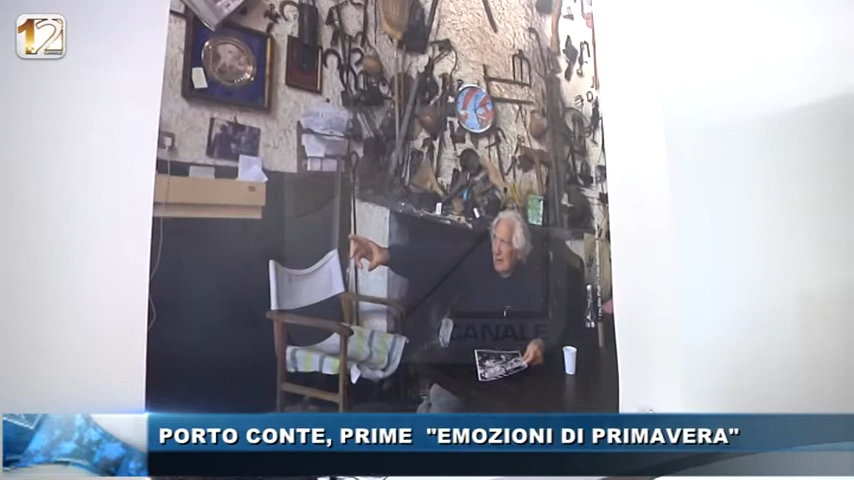 12
CANALE
PORTO CONTE, PRIME "EMOZIONI DI PRIMAVERA"